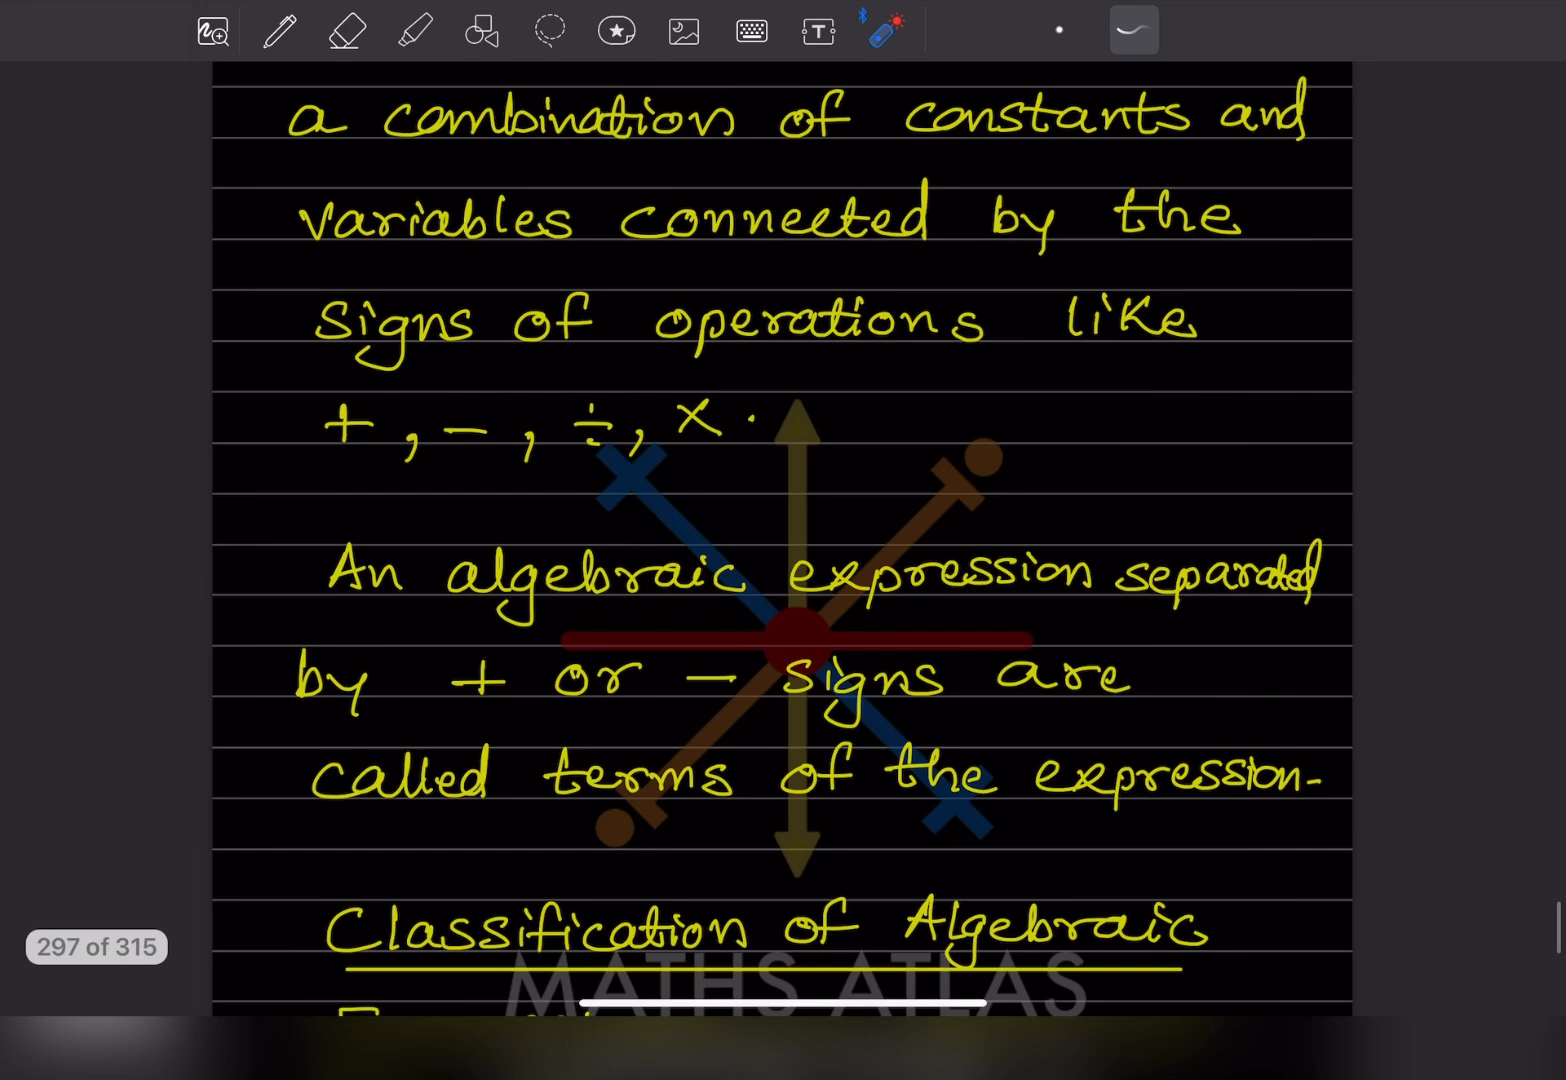 a combination of constants and
variables connected by the
signs of operations like
+, -, ÷, × .
An algebraic expression separated
by + or - signs are
called terms of the expression-
Classification of Algebraic
297 of 315
MATHS ATLAS